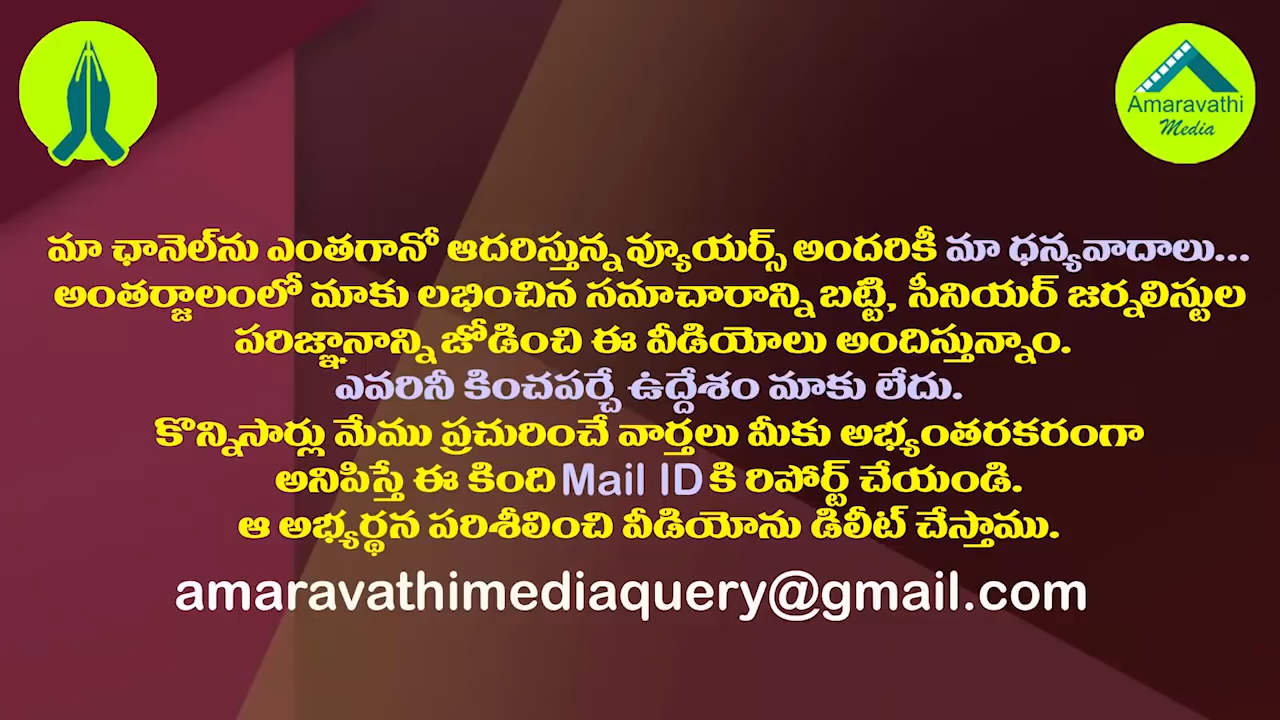 Amaravathi
Media
మా ఛానెల్‌ను ఎంతగానో ఆదరిస్తున్న వ్యూయర్స్ అందరికీ మా ధన్యవాదాలు...
అంతర్జాలంలో మాకు లభించిన సమాచారాన్ని బట్టి, సీనియర్ జర్నలిస్టుల
పరిజ్ఞానాన్ని జోడించి ఈ వీడియోలు అందిస్తున్నాం.
ఎవరినీ కించపర్చే ఉద్దేశం మాకు లేదు.
కొన్నిసార్లు మేము ప్రచురించే వార్తలు మీకు అభ్యంతరకరంగా
అనిపిస్తే ఈ కింది Mail ID కి రిపోర్ట్ చేయండి.
ఆ అభ్యర్థన పరిశీలించి వీడియోను డిలీట్ చేస్తాము.
amaravathimediaquery@gmail.com